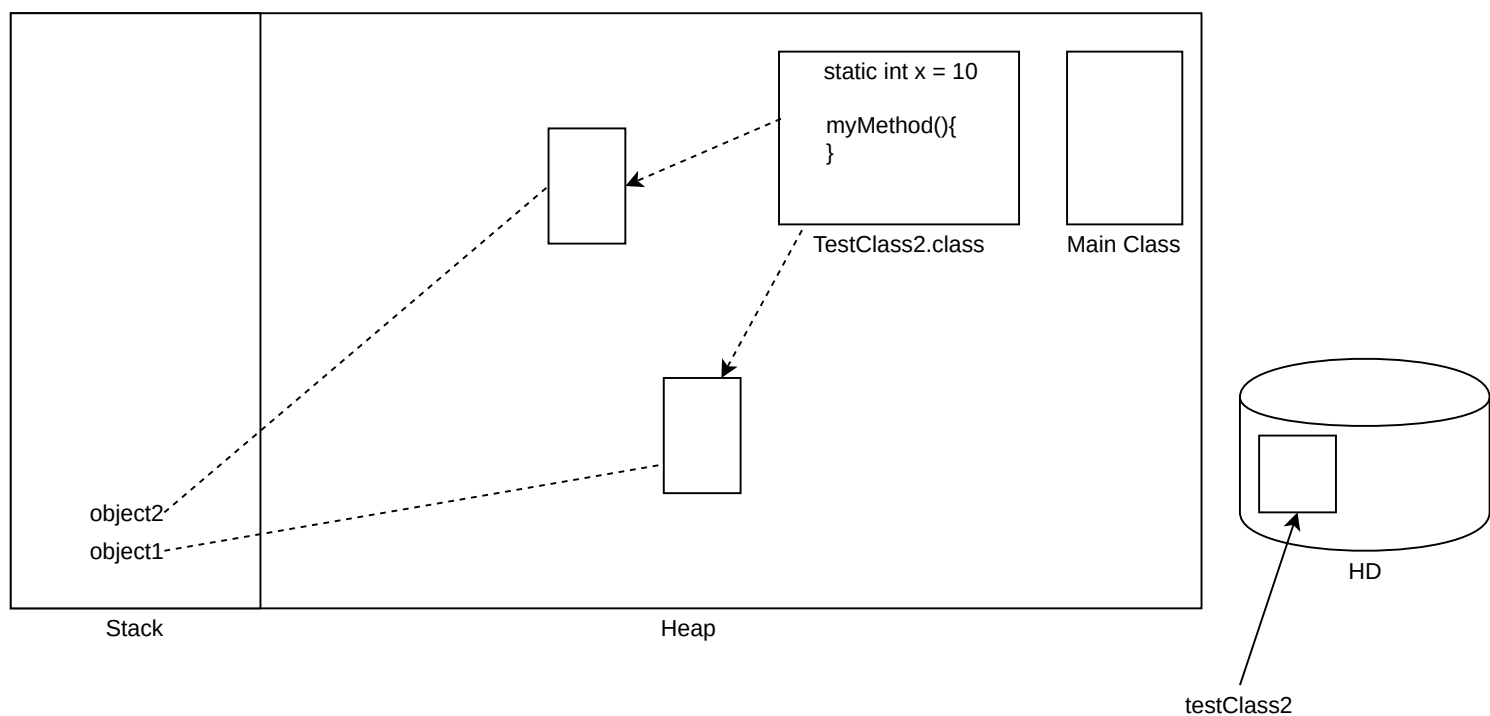 static int x = 10
myMethod(){
}
TestClass2.class
Main Class
object2
object1
HD
Stack
Heap
testClass2